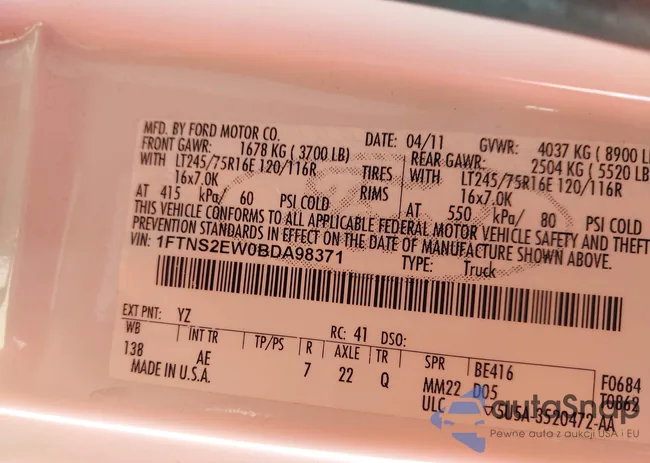 MFD. BY FORD MOTOR CO. DATE: 04/11 GVWR: 4037 KG ( 8900 LB
FRONT GAWR: 1678 KG ( 3700 LB) REAR GAWR: 2504 KG ( 5520 LB
WITH LT245/75R16E 120/116R TIRES WITH LT245/75R16E 120/116R
16x7.0K RIMS 16x7.0K
AT 415 kPa/ 60 PSI COLD AT 550 kPa/ 80 PSI COLD
THIS VEHICLE CONFORMS TO ALL APPLICABLE FEDERAL MOTOR VEHICLE SAFETY AND THEFT
PREVENTION STANDARDS IN EFFECT ON THE DATE OF MANUFACTURE SHOWN ABOVE.
VIN: 1FTNS2EW0BDA98371 TYPE: Truck
EXT PNT: YZ RC: 41 DSO:
WB INT TR TP/PS R AXLE TR SPR BE416 F0684
138 AE 7 22 Q MM22 D05 T0862
MADE IN U.S.A. ULC 5U5A-3520472-AA
autoSnap
Pewne auto z aukcji USA i EU